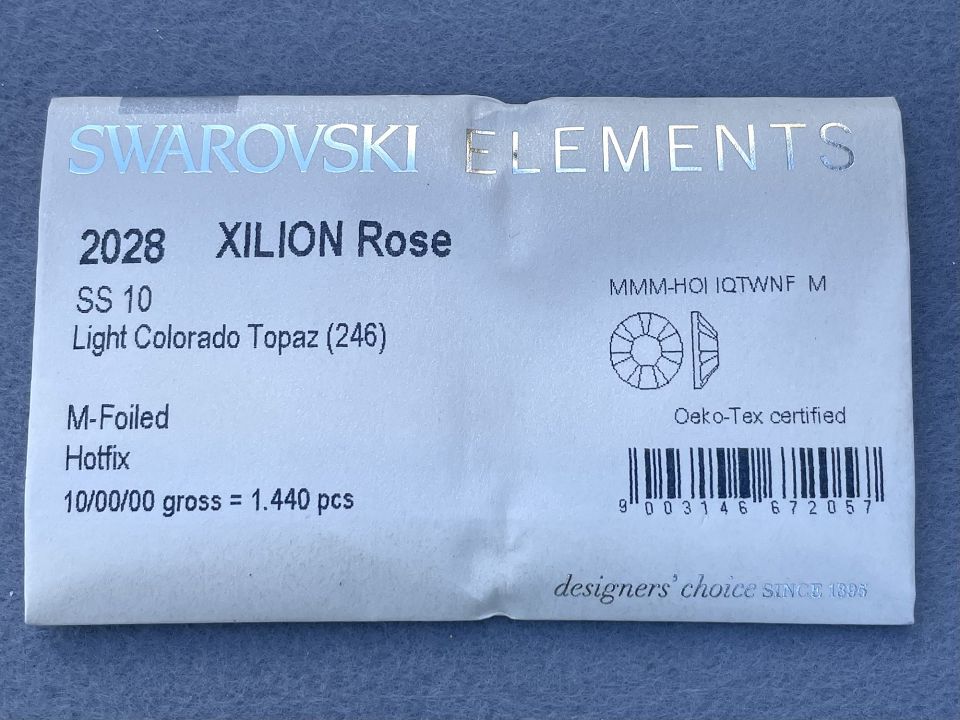 SWAROVSKI ELEMENTS
2028 XILION Rose
SS 10
Light Colorado Topaz (246)
M-Foiled
Hotfix
10/00/00 gross = 1.440 pcs
MMM-HOI IQTWNF M
Oeko-Tex certified
9 003146 672057
designers' choice SINCE 1895